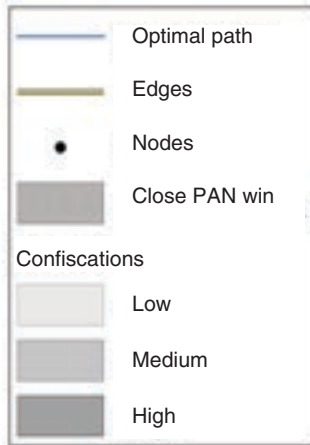 Optimal path
Edges
Nodes
Close PAN win
Confiscations
Low
Medium
High